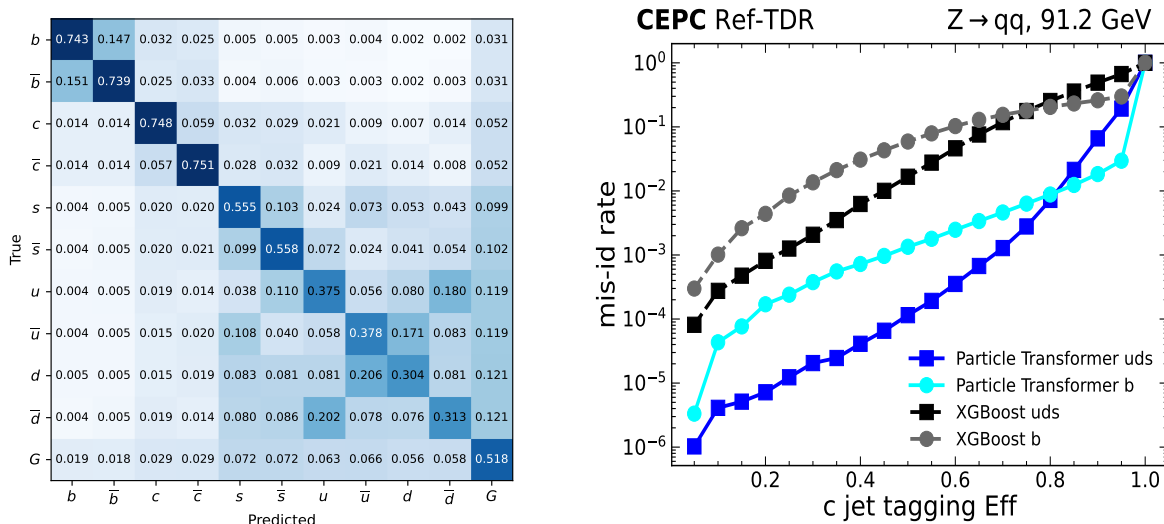 True
b 0.743 0.147 0.032 0.025 0.005 0.005 0.003 0.004 0.002 0.002 0.031
b̅ 0.151 0.739 0.025 0.033 0.004 0.006 0.003 0.003 0.002 0.003 0.031
c 0.014 0.014 0.748 0.059 0.032 0.029 0.021 0.009 0.007 0.014 0.052
c̅ 0.014 0.014 0.057 0.751 0.028 0.032 0.009 0.021 0.014 0.008 0.052
s 0.004 0.005 0.020 0.020 0.555 0.103 0.024 0.073 0.053 0.043 0.099
s̅ 0.004 0.005 0.020 0.021 0.099 0.558 0.072 0.024 0.041 0.054 0.102
u 0.004 0.005 0.019 0.014 0.038 0.110 0.375 0.056 0.080 0.180 0.119
u̅ 0.004 0.005 0.015 0.020 0.108 0.040 0.058 0.378 0.171 0.083 0.119
d 0.005 0.005 0.015 0.019 0.083 0.081 0.081 0.206 0.304 0.081 0.121
d̅ 0.004 0.005 0.019 0.014 0.080 0.086 0.202 0.078 0.076 0.313 0.121
G 0.019 0.018 0.029 0.029 0.072 0.072 0.063 0.066 0.056 0.058 0.518
b b̅ c c̅ s s̅ u u̅ d d̅ G
Predicted
CEPC Ref-TDR Z→qq, 91.2 GeV
mis-id rate
10⁰
10⁻¹
10⁻²
10⁻³
10⁻⁴
10⁻⁵
10⁻⁶
Particle Transformer uds
Particle Transformer b
XGBoost uds
XGBoost b
0.2 0.4 0.6 0.8 1.0
c jet tagging Eff